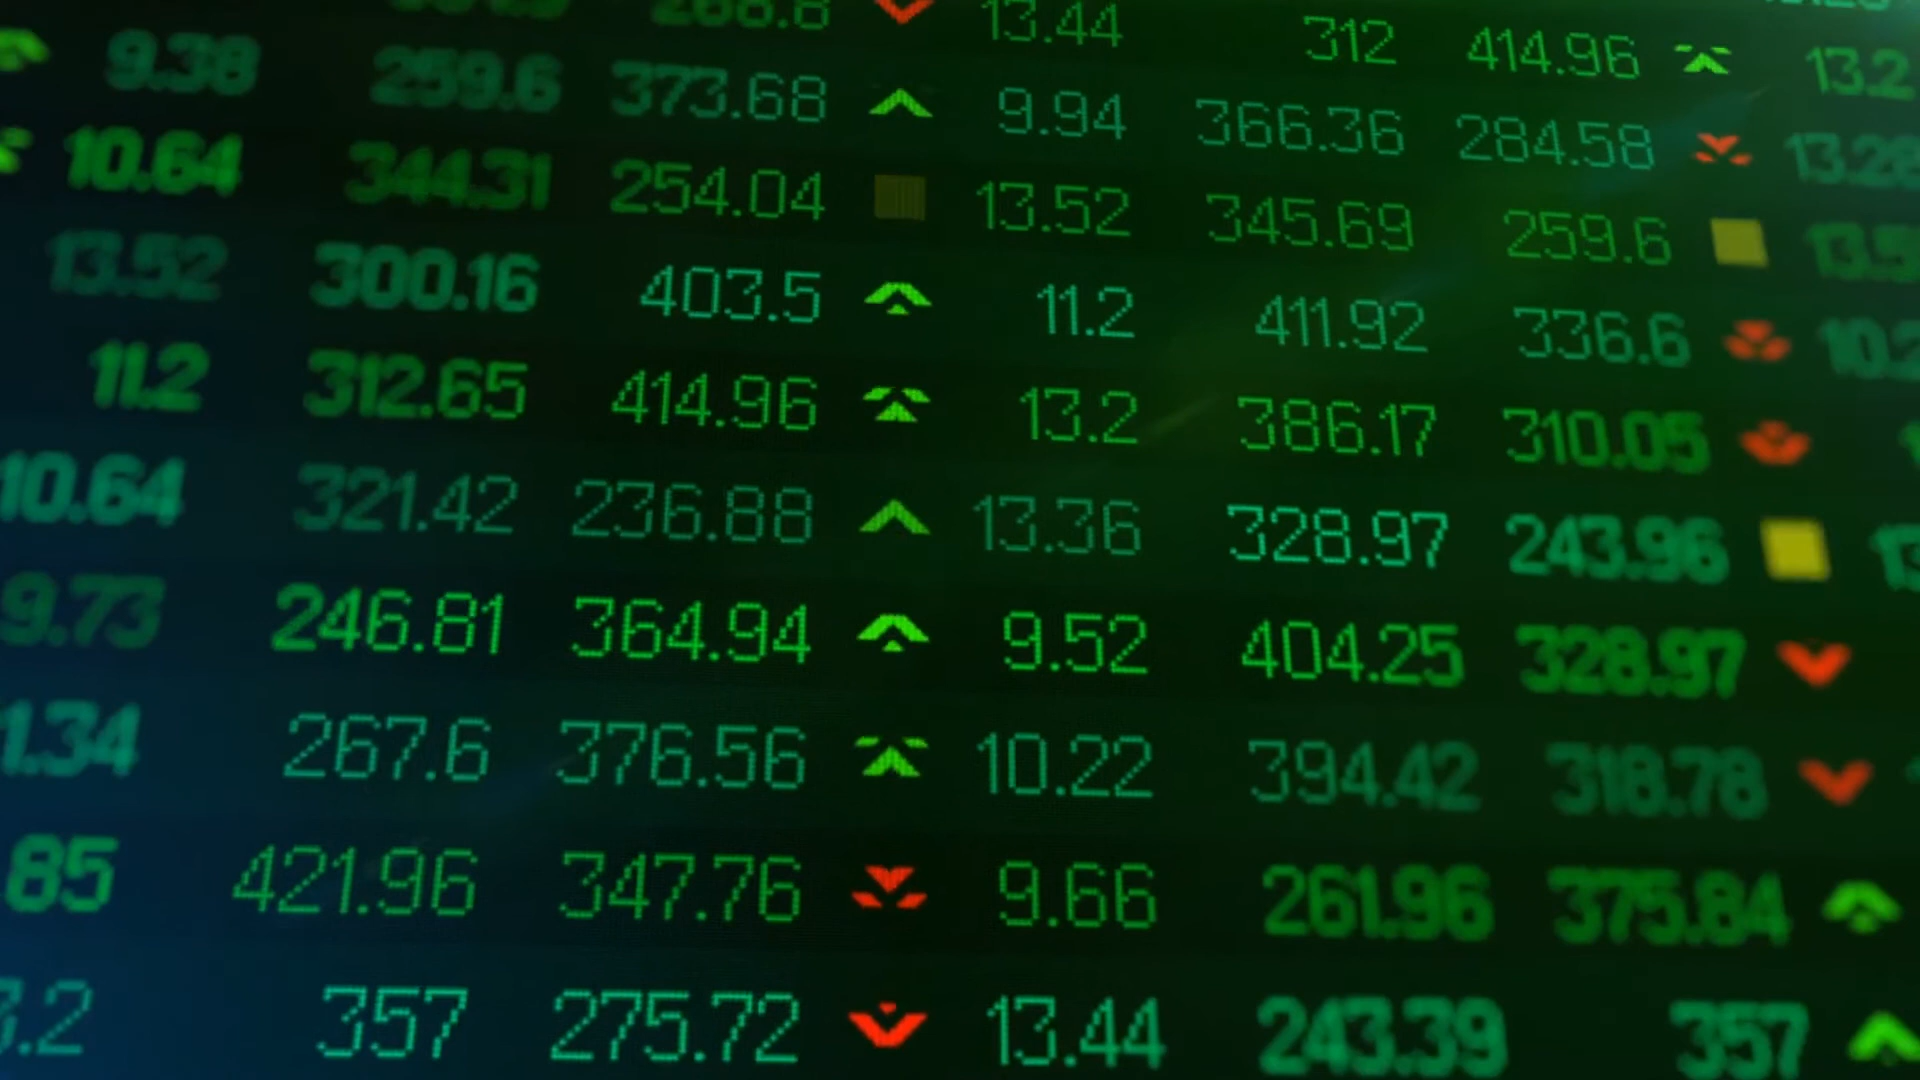 268.8 13.44 312 414.96 13.2
9.38 259.6 373.68 9.94 366.36 284.58 13.28
10.64 344.31 254.04 13.52 345.69 259.6
13.52 300.16 403.5 11.2 411.92 336.6
11.2 312.65 414.96 13.2 386.17 310.05
10.64 321.42 236.88 13.36 328.97 243.96
9.73 246.81 364.94 9.52 404.25 328.97
1.34 267.6 376.56 10.22 394.42 318.78
.85 421.96 347.76 9.66 261.96 375.84
3.2 357 275.72 13.44 243.39 357